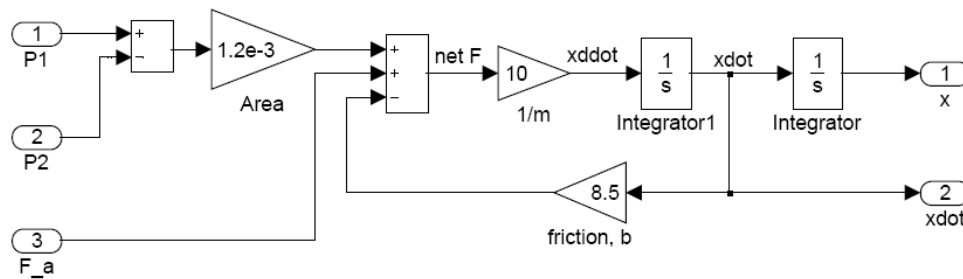 1
P1
+
−
1.2e-3
Area
2
P2
3
F_a
+
+
−
net F
10
1/m
xddot
1
s
Integrator1
xdot
1
s
Integrator
1
x
8.5
friction, b
2
xdot